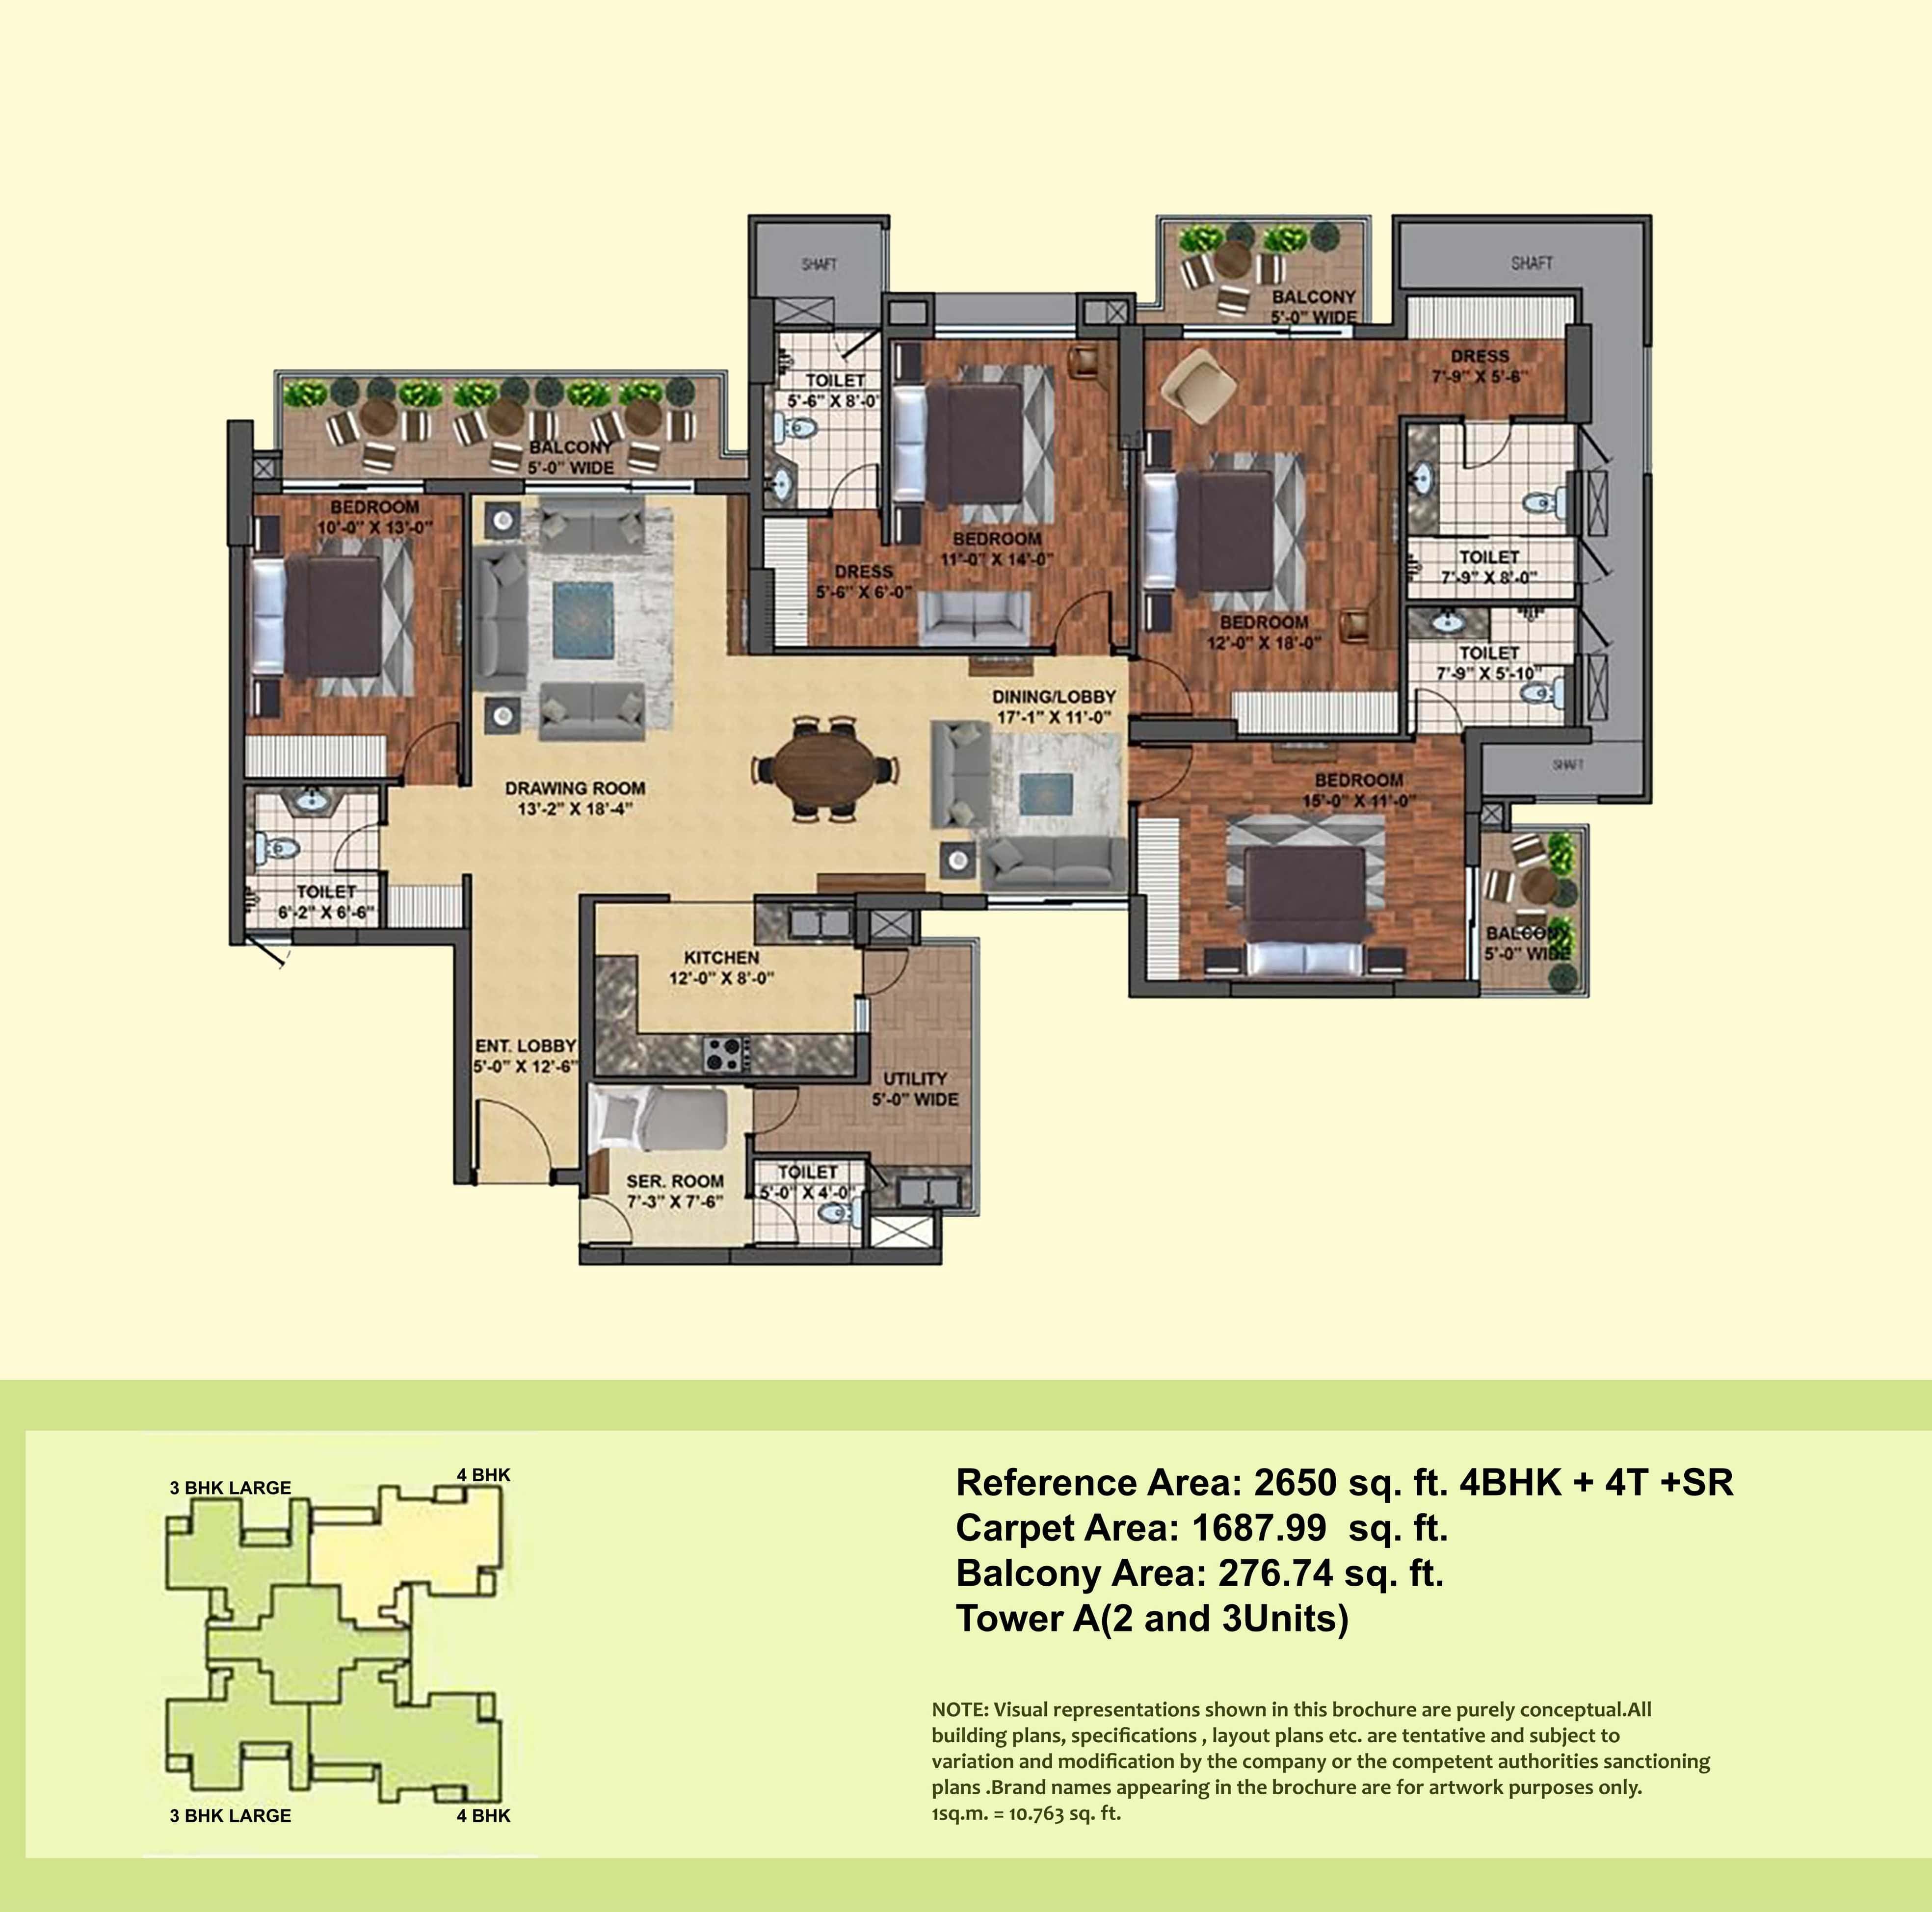 SHAFT
SHAFT
BALCONY
5'-0" WIDE
DRESS
7'-9" X 5'-6"
TOILET
5'-6" X 8'-0"
BALCONY
5'-0" WIDE
BEDROOM
10'-0" X 13'-0"
BEDROOM
11'-0" X 14'-0"
DRESS
5'-6" X 6'-0"
TOILET
7'-9" X 8'-0"
BEDROOM
12'-0" X 18'-0"
TOILET
7'-9" X 5'-10"
DINING/LOBBY
17'-1" X 11'-0"
SHAFT
DRAWING ROOM
13'-2" X 18'-4"
BEDROOM
15'-0" X 11'-0"
TOILET
6'-2" X 6'-6"
BALCONY
5'-0" WIDE
KITCHEN
12'-0" X 8'-0"
ENT. LOBBY
5'-0" X 12'-6"
UTILITY
5'-0" WIDE
SER. ROOM
7'-3" X 7'-6"
TOILET
5'-0" X 4'-0"
3 BHK LARGE
4 BHK
3 BHK LARGE
4 BHK
Reference Area: 2650 sq. ft. 4BHK + 4T +SR
Carpet Area: 1687.99 sq. ft.
Balcony Area: 276.74 sq. ft.
Tower A(2 and 3Units)
NOTE: Visual representations shown in this brochure are purely conceptual.All
building plans, specifications , layout plans etc. are tentative and subject to
variation and modification by the company or the competent authorities sanctioning
plans .Brand names appearing in the brochure are for artwork purposes only.
1sq.m. = 10.763 sq. ft.